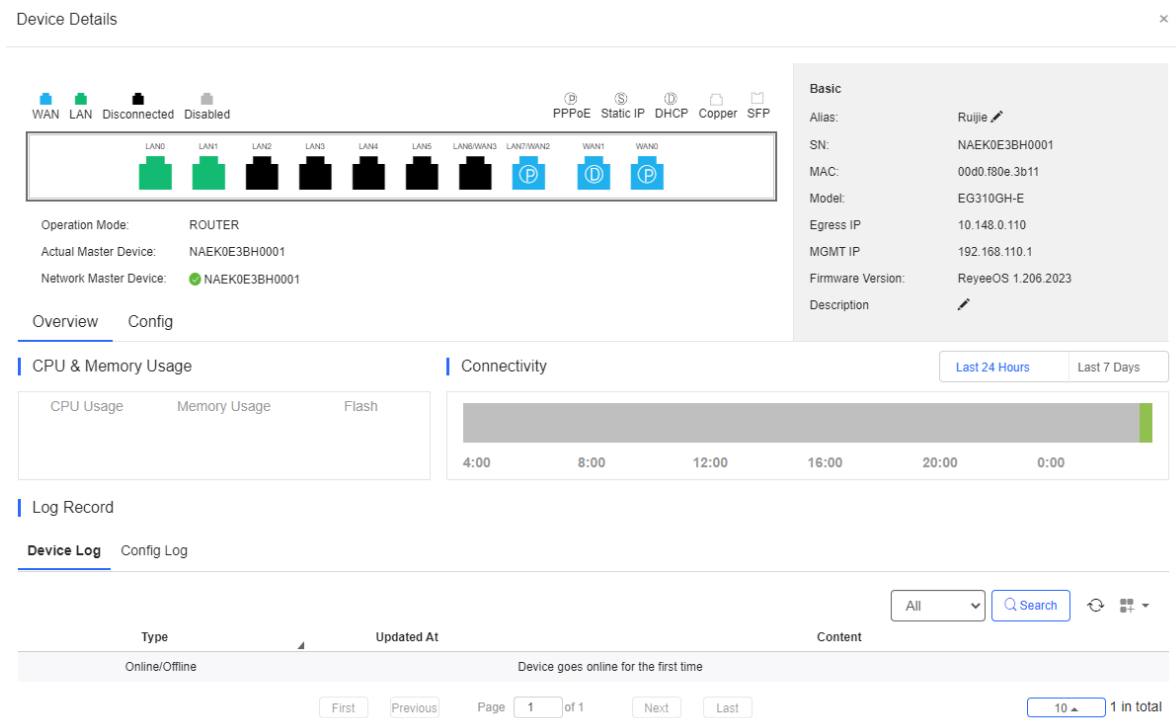 Device Details
×
WAN LAN Disconnected Disabled
PPPoE Static IP DHCP Copper SFP
LAN0 LAN1 LAN2 LAN3 LAN4 LAN5 LAN6/WAN3 LAN7/WAN2 WAN1 WAN0
P D P
Operation Mode: ROUTER
Actual Master Device: NAEK0E3BH0001
Network Master Device: NAEK0E3BH0001
Basic
Alias: Ruijie
SN: NAEK0E3BH0001
MAC: 00d0.f80e.3b11
Model: EG310GH-E
Egress IP 10.148.0.110
MGMT IP 192.168.110.1
Firmware Version: ReyeeOS 1.206.2023
Description
Overview Config
CPU & Memory Usage
CPU Usage Memory Usage Flash
Connectivity
Last 24 Hours Last 7 Days
4:00 8:00 12:00 16:00 20:00 0:00
Log Record
Device Log Config Log
All Search
Type Updated At Content
Online/Offline Device goes online for the first time
First Previous Page 1 of 1 Next Last 10 1 in total